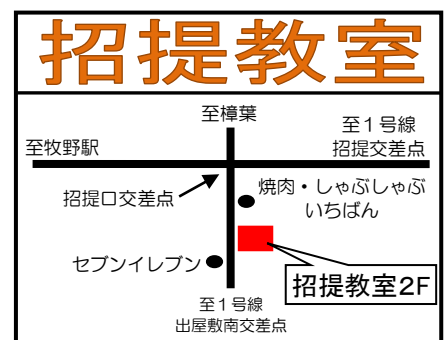 招提教室
至樟葉
至1号線
招提交差点
至牧野駅
招提口交差点
焼肉・しゃぶしゃぶ
いちばん
セブンイレブン
招提教室2F
至1号線
出屋敷南交差点